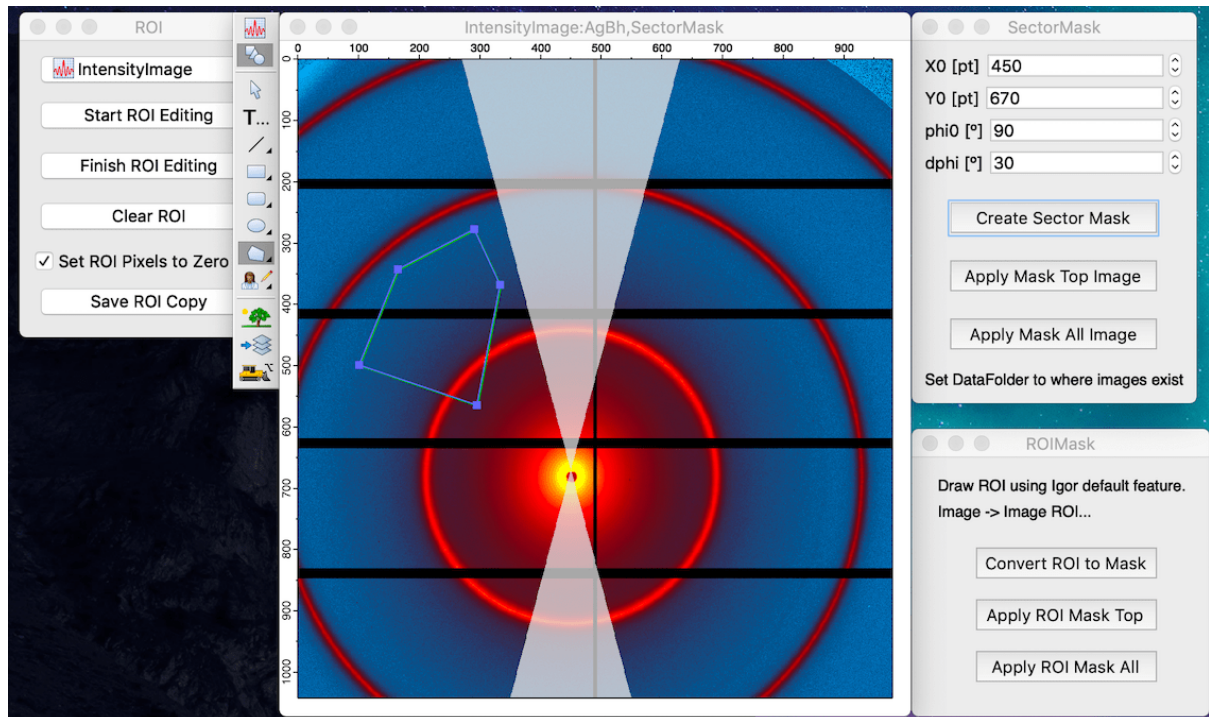 ROI
IntensityImage
Start ROI Editing
Finish ROI Editing
Clear ROI
Set ROI Pixels to Zero
Save ROI Copy
T...
IntensityImage:AgBh,SectorMask
0 100 200 300 400 500 600 700 800 900
0
100
200
300
400
500
600
700
800
900
1000
SectorMask
X0 [pt] 450
Y0 [pt] 670
phi0 [º] 90
dphi [º] 30
Create Sector Mask
Apply Mask Top Image
Apply Mask All Image
Set DataFolder to where images exist
ROIMask
Draw ROI using Igor default feature.
Image -> Image ROI...
Convert ROI to Mask
Apply ROI Mask Top
Apply ROI Mask All